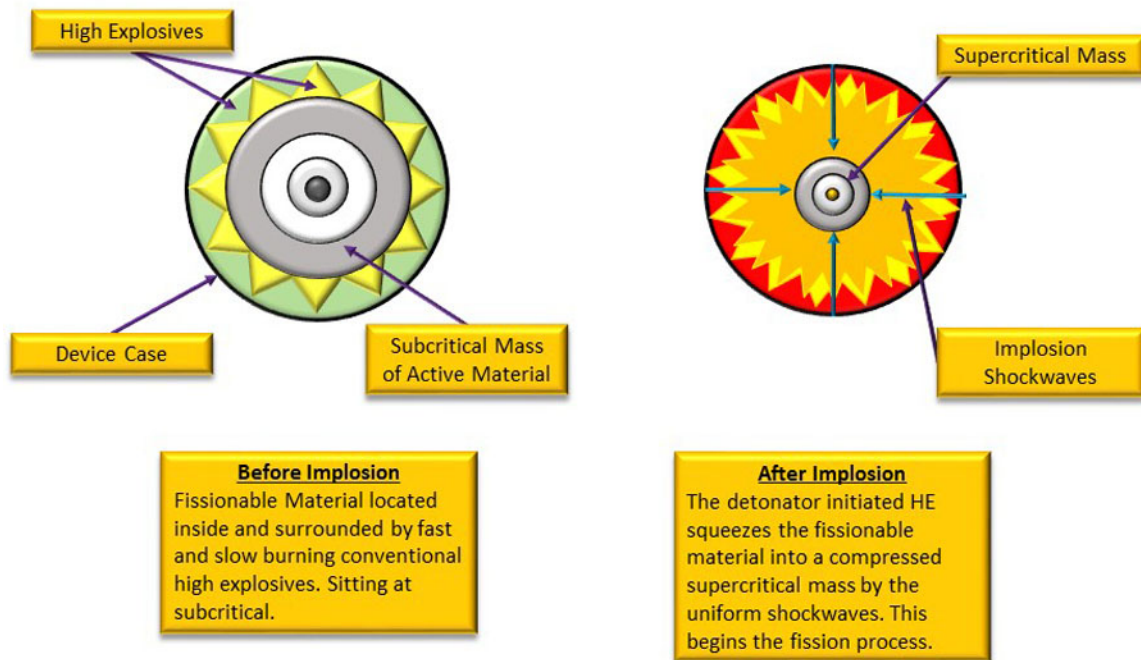 High Explosives
Supercritical Mass
Device Case
Subcritical Mass
of Active Material
Implosion
Shockwaves
Before Implosion
Fissionable Material located
inside and surrounded by fast
and slow burning conventional
high explosives. Sitting at
subcritical.
After Implosion
The detonator initiated HE
squeezes the fissionable
material into a compressed
supercritical mass by the
uniform shockwaves. This
begins the fission process.